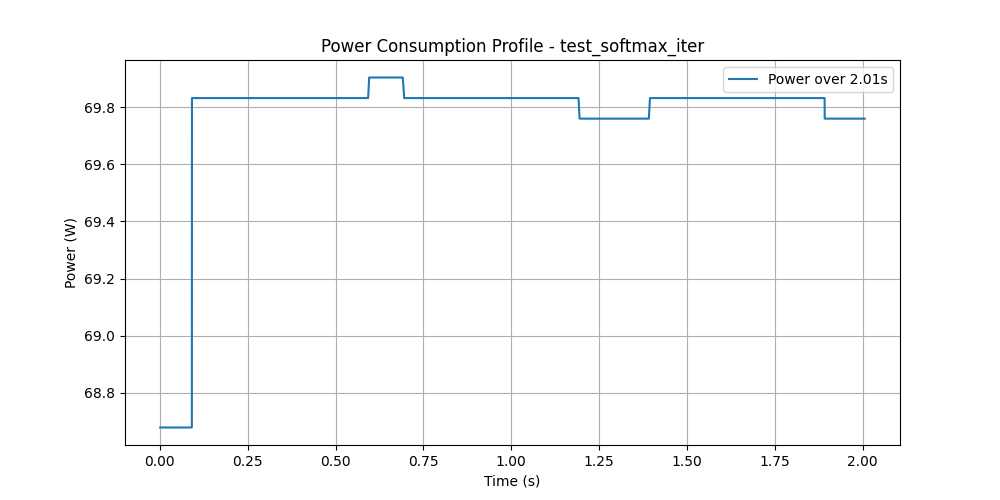 Power Consumption Profile - test_softmax_iter
Power over 2.01s
69.8
69.6
69.4
69.2
69.0
68.8
Power (W)
0.00 0.25 0.50 0.75 1.00 1.25 1.50 1.75 2.00
Time (s)